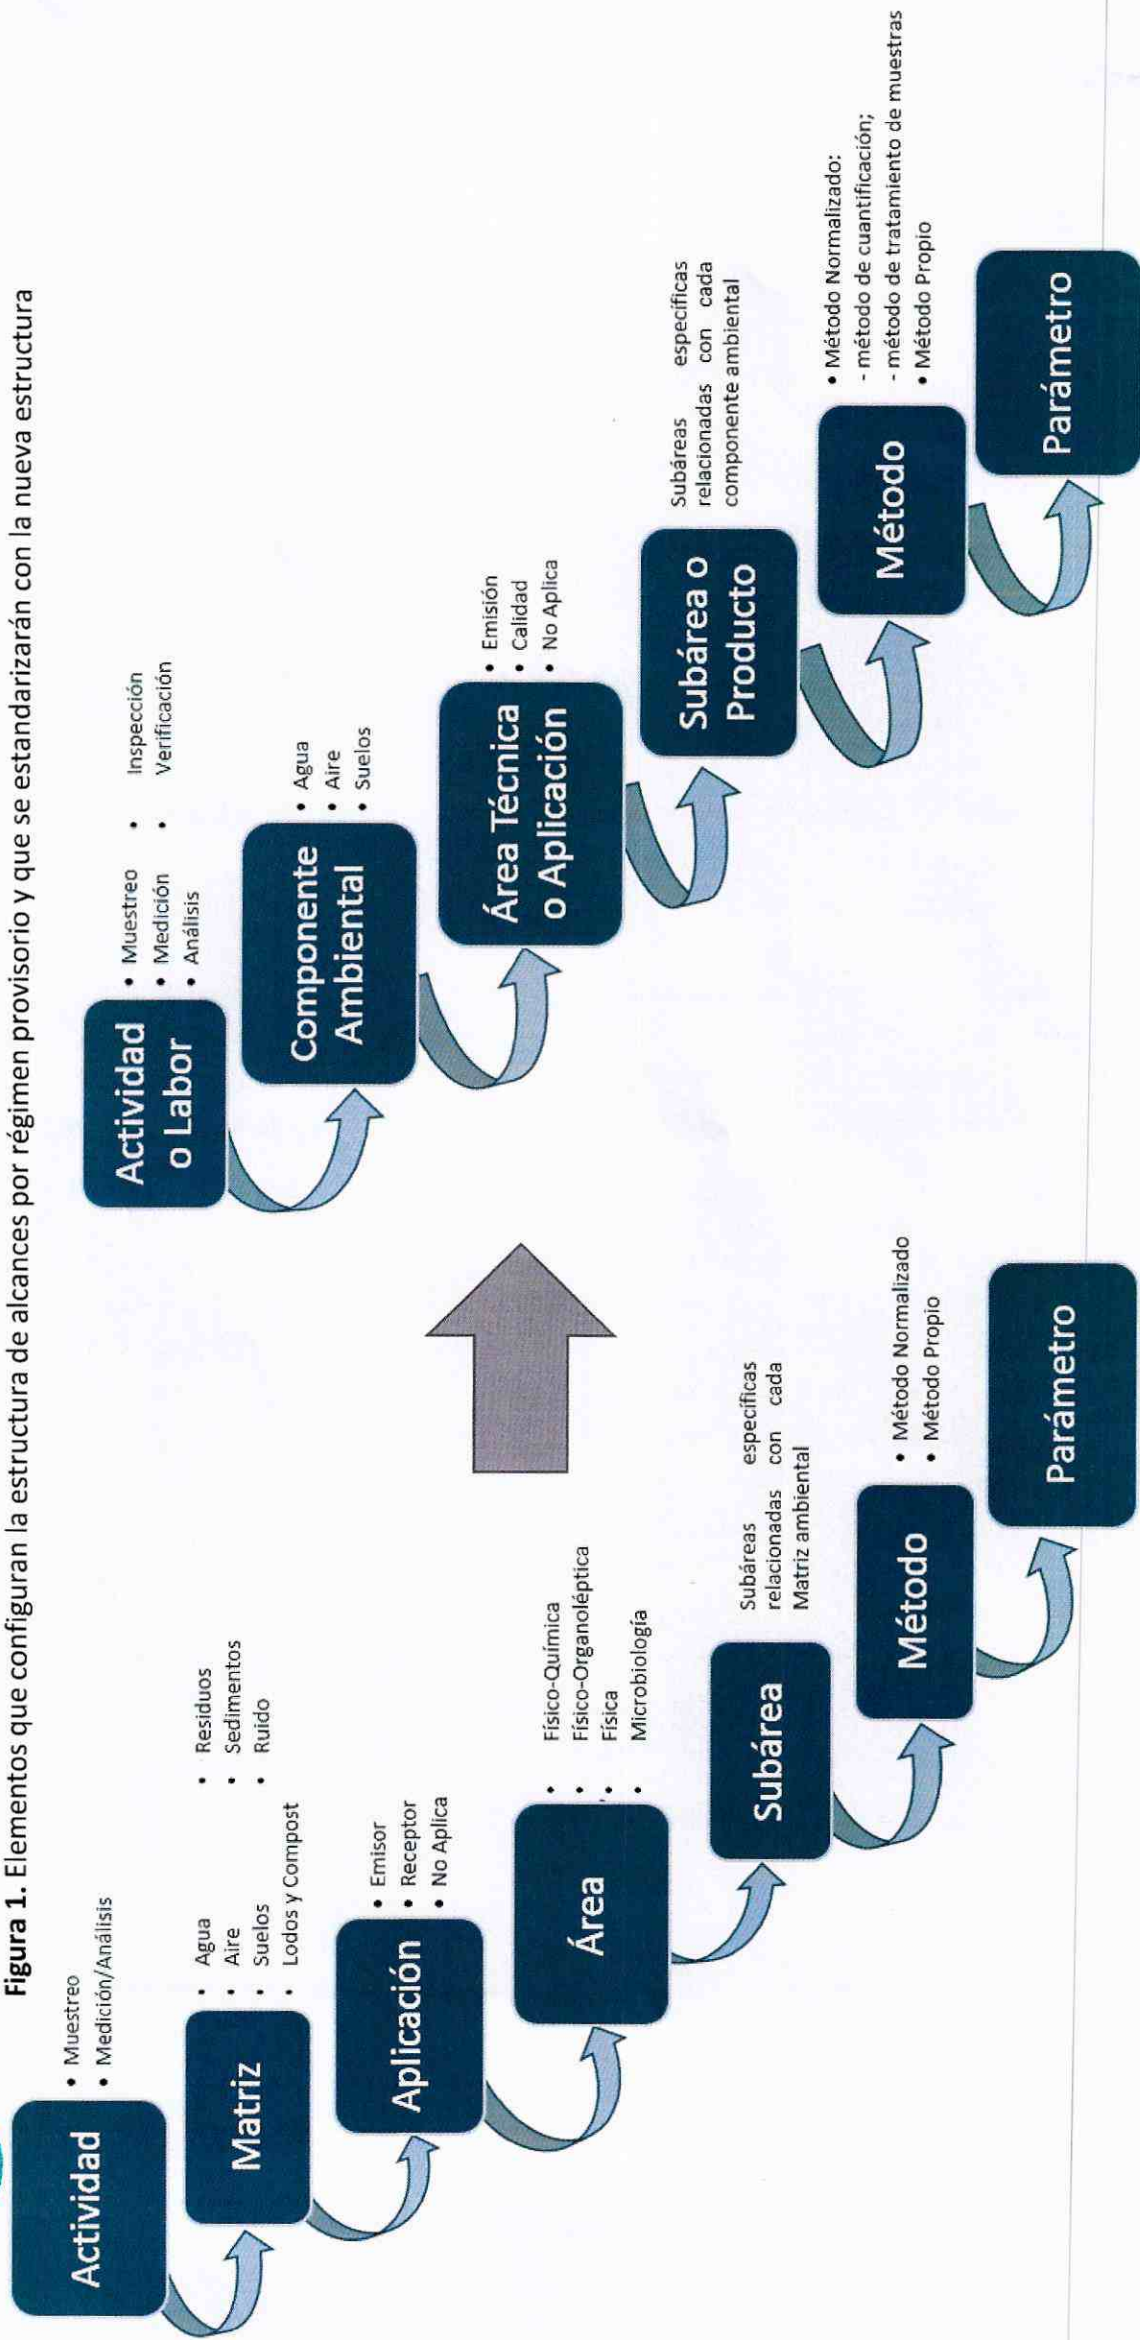 Figura 1. Elementos que configuran la estructura de alcances por régimen provisorio y que se estandarizarán con la nueva estructura
Actividad
• Muestreo
• Medición/Análisis
Matriz
• Agua
• Aire
• Suelos
• Lodos y Compost
• Residuos
• Sedimentos
• Ruido
Aplicación
• Emisor
• Receptor
• No Aplica
Área
• Físico-Química
• Físico-Organoléptica
• Física
• Microbiología
Subárea
Subáreas específicas
relacionadas con cada
Matriz ambiental
Método
• Método Normalizado
• Método Propio
Parámetro
Actividad
o Labor
• Muestreo
• Medición
• Análisis
• Inspección
• Verificación
Componente
Ambiental
• Agua
• Aire
• Suelos
Área Técnica
o Aplicación
• Emisión
• Calidad
• No Aplica
Subárea o
Producto
Subáreas específicas
relacionadas con cada
componente ambiental
Método
• Método Normalizado:
- método de cuantificación;
- método de tratamiento de muestras
• Método Propio
Parámetro